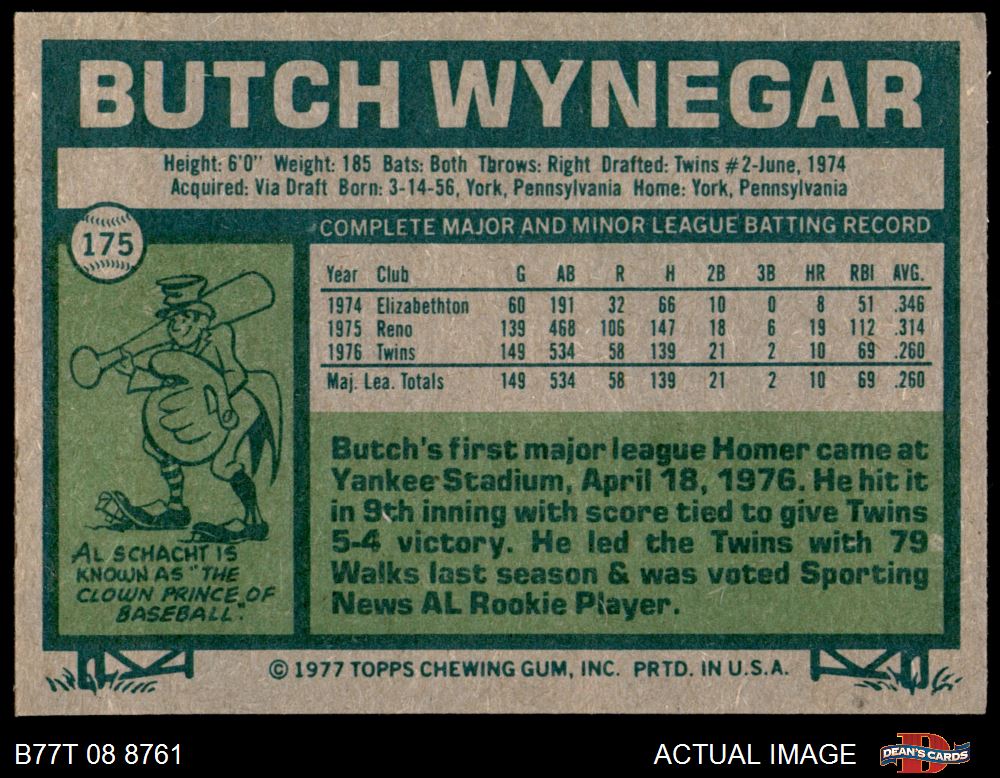 BUTCH WYNEGAR
Height: 6'0" Weight: 185 Bats: Both Throws: Right Drafted: Twins #2-June, 1974
Acquired: Via Draft Born: 3-14-56, York, Pennsylvania Home: York, Pennsylvania
175
COMPLETE MAJOR AND MINOR LEAGUE BATTING RECORD
Year Club G AB R H 2B 3B HR RBI AVG.
1974 Elizabethton 60 191 32 66 10 0 8 51 .346
1975 Reno 139 468 106 147 18 6 19 112 .314
1976 Twins 149 534 58 139 21 2 10 69 .260
Maj. Lea. Totals 149 534 58 139 21 2 10 69 .260
Butch's first major league Homer came at
Yankee Stadium, April 18, 1976. He hit it
in 9th inning with score tied to give Twins
5-4 victory. He led the Twins with 79
Walks last season & was voted Sporting
News AL Rookie Player.
AL SCHACHT IS
KNOWN AS "THE
CLOWN PRINCE OF
BASEBALL".
© 1977 TOPPS CHEWING GUM, INC. PRTD. IN U.S.A.
B77T 08 8761
ACTUAL IMAGE
DEAN'S CARDS